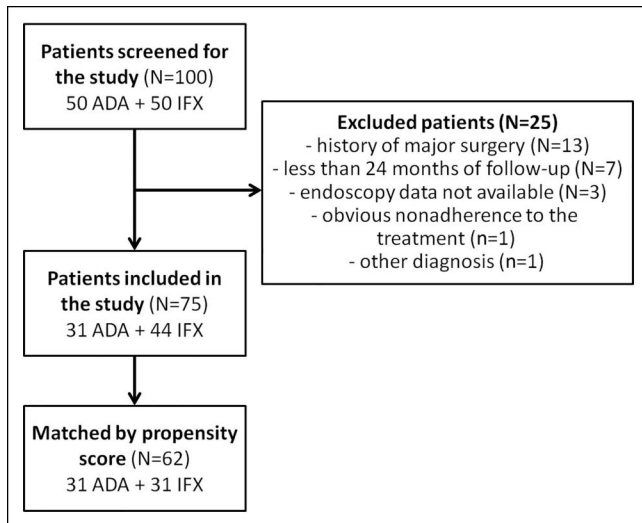 Patients screened for
the study (N=100)
50 ADA + 50 IFX
Excluded patients (N=25)
- history of major surgery (N=13)
- less than 24 months of follow-up (N=7)
- endoscopy data not available (N=3)
- obvious nonadherence to the
treatment (n=1)
- other diagnosis (n=1)
Patients included in
the study (N=75)
31 ADA + 44 IFX
Matched by propensity
score (N=62)
31 ADA + 31 IFX